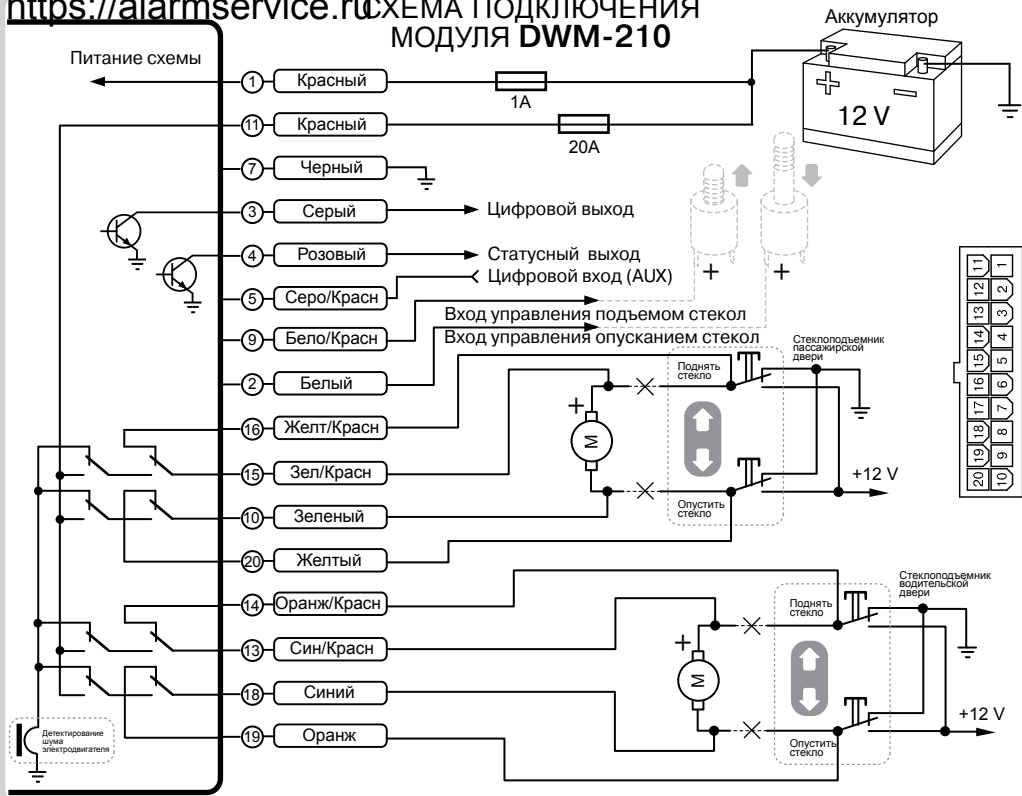 https://alarmservice.ru
СХЕМА ПОДКЛЮЧЕНИЯ
МОДУЛЯ DWM-210
Аккумулятор
+ −
12 V
Питание схемы
1 Красный
1А
11 Красный
20А
7 Черный
3 Серый
Цифровой выход
4 Розовый
Статусный выход
5 Серо/Красн
Цифровой вход (AUX)
+ +
9 Бело/Красн
Вход управления подъемом стекол
2 Белый
Вход управления опусканием стекол
Стеклоподъемник
пассажирской
двери
Поднять
стекло
16 Желт/Красн
+
M
15 Зел/Красн
+12 V
10 Зеленый
Опустить
стекло
20 Желтый
14 Оранж/Красн
Стеклоподъемник
водительской
двери
Поднять
стекло
13 Син/Красн
+
M
18 Синий
+12 V
19 Оранж
Опустить
стекло
Детектирование
шума
электродвигателя
11 1
12 2
13 3
14 4
15 5
16 6
17 7
18 8
19 9
20 10